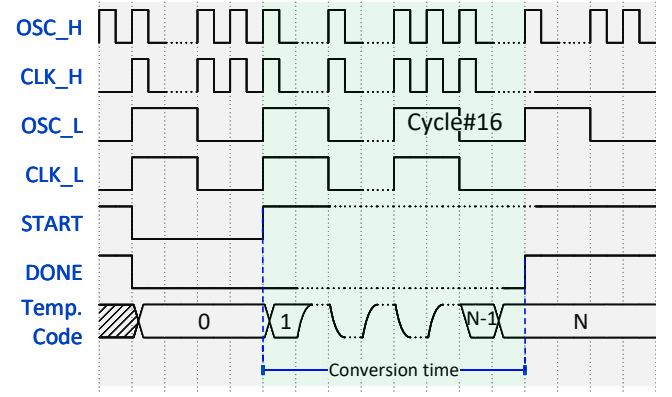 OSC_H
CLK_H
OSC_L
Cycle#16
CLK_L
START
DONE
Temp.
Code
0
1
N-1
N
Conversion time